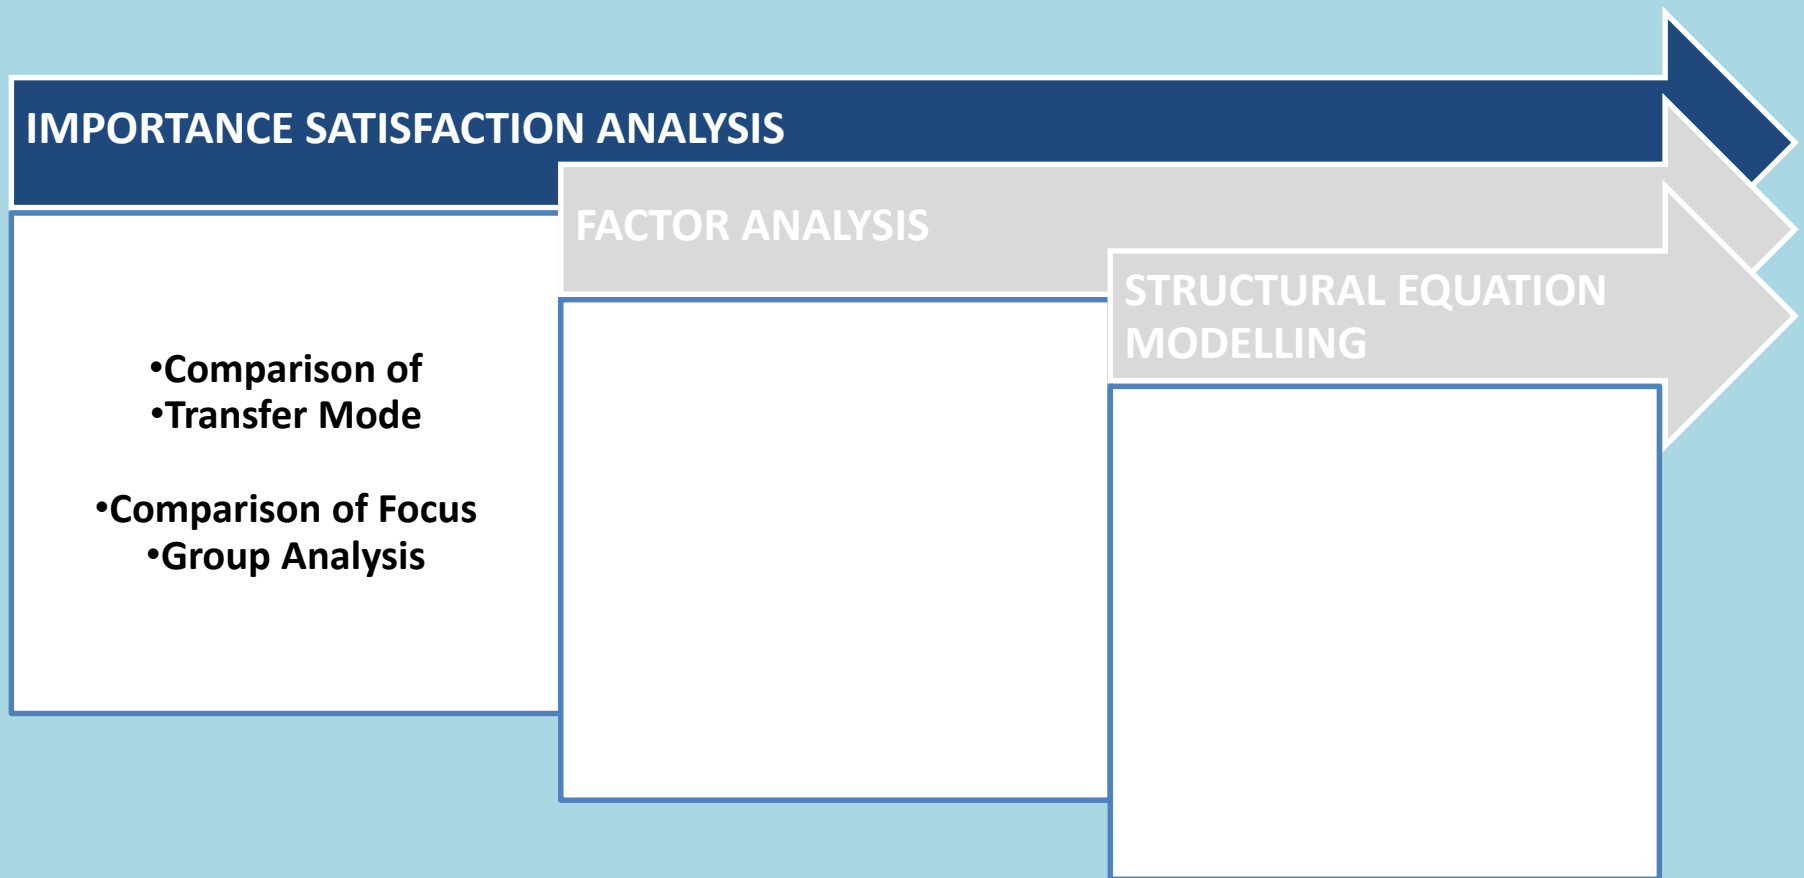 IMPORTANCE SATISFACTION ANALYSIS
FACTOR ANALYSIS
STRUCTURAL EQUATION
MODELLING
•Comparison of
•Transfer Mode
•Comparison of Focus
•Group Analysis